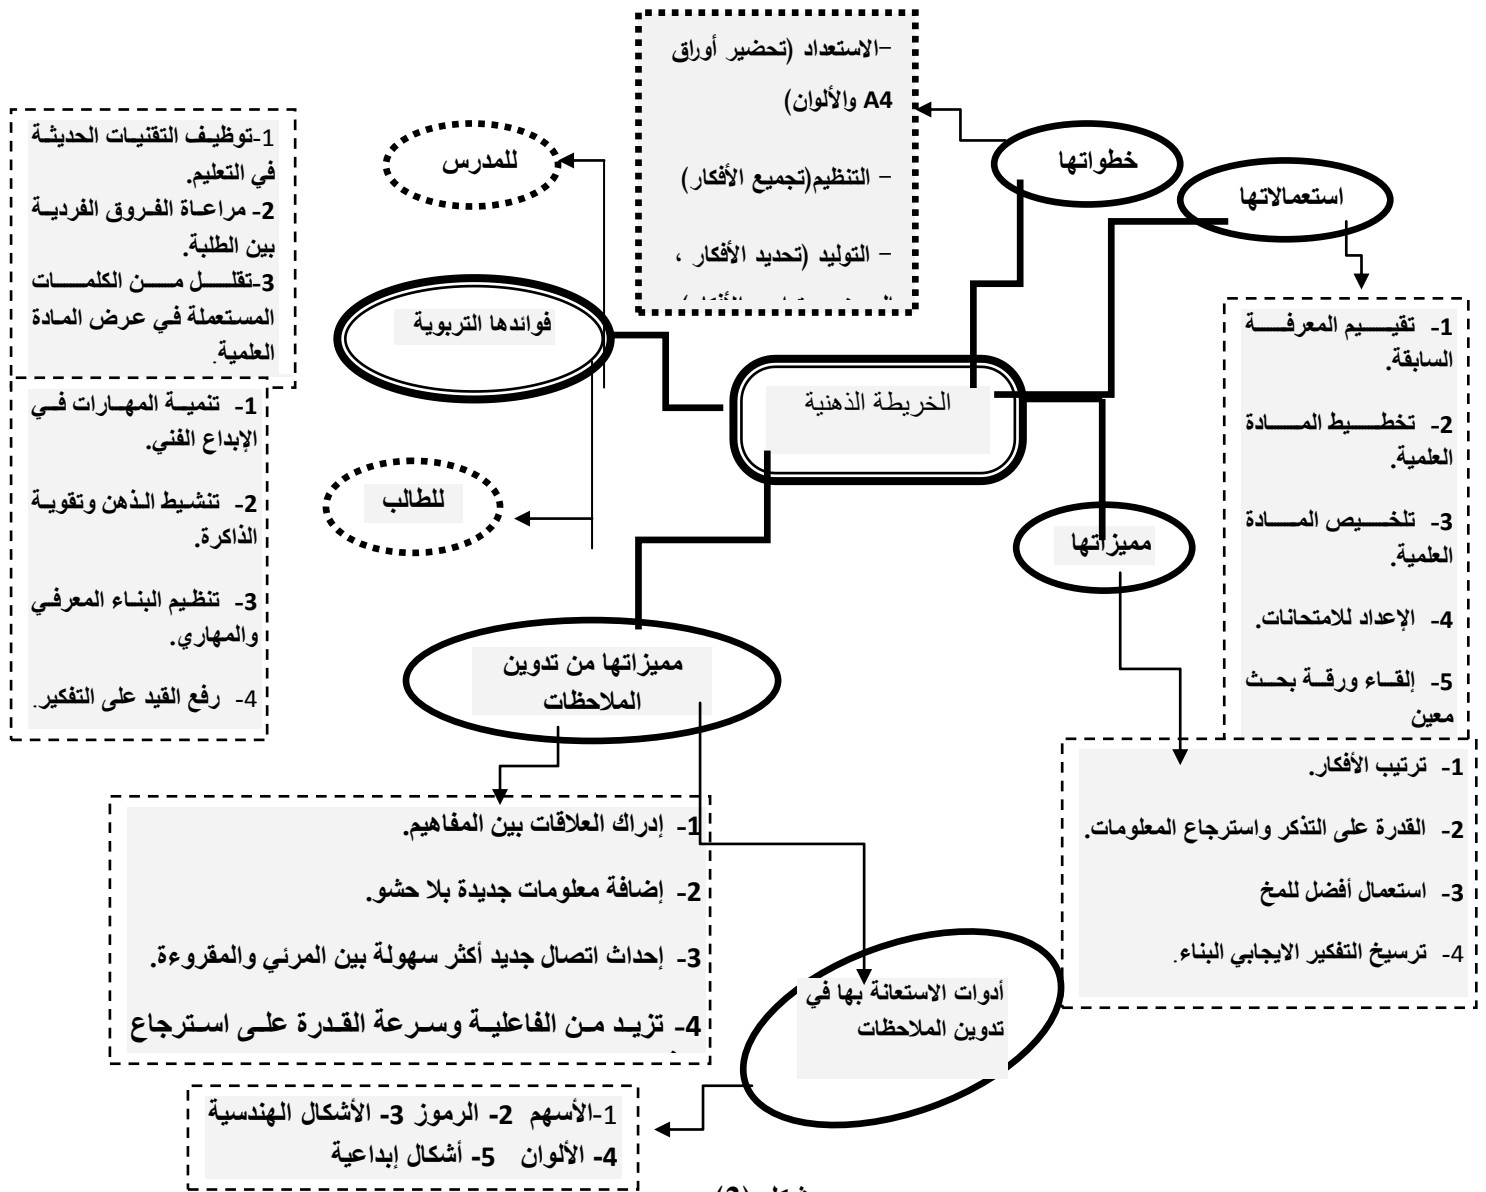 -الاستعداد (تحضير أوراق
A4 والألوان)
- التنظيم(تجميع الأفكار)
- التوليد (تحديد الأفكار ،
خطواتها
استعمالاتها
1- تقييم المعرفة
السابقة.
2- تخطيط المادة
العلمية.
3- تلخيص المادة
العلمية.
4- الإعداد للامتحانات.
5- إلقاء ورقة بحث
معين
للمدرس
1-توظيف التقنيات الحديثة
في التعليم.
2- مراعاة الفروق الفردية
بين الطلبة.
3-تقلل من الكلمات
المستعملة في عرض المادة
العلمية.
فوائدها التربوية
الخريطة الذهنية
للطالب
1- تنمية المهارات في
الإبداع الفني.
2- تنشيط الذهن وتقوية
الذاكرة.
3- تنظيم البناء المعرفي
والمهاري.
4- رفع القيد على التفكير.
مميزاتها
1- ترتيب الأفكار.
2- القدرة على التذكر واسترجاع المعلومات.
3- استعمال أفضل للمخ
4- ترسيخ التفكير الايجابي البناء.
مميزاتها من تدوين
الملاحظات
1- إدراك العلاقات بين المفاهيم.
2- إضافة معلومات جديدة بلا حشو.
3- إحداث اتصال جديد أكثر سهولة بين المرئي والمقروءة.
4- تزيد من الفاعلية وسرعة القدرة على استرجاع
أدوات الاستعانة بها في
تدوين الملاحظات
1-الأسهم 2- الرموز 3- الأشكال الهندسية
4- الألوان 5- أشكال إبداعية